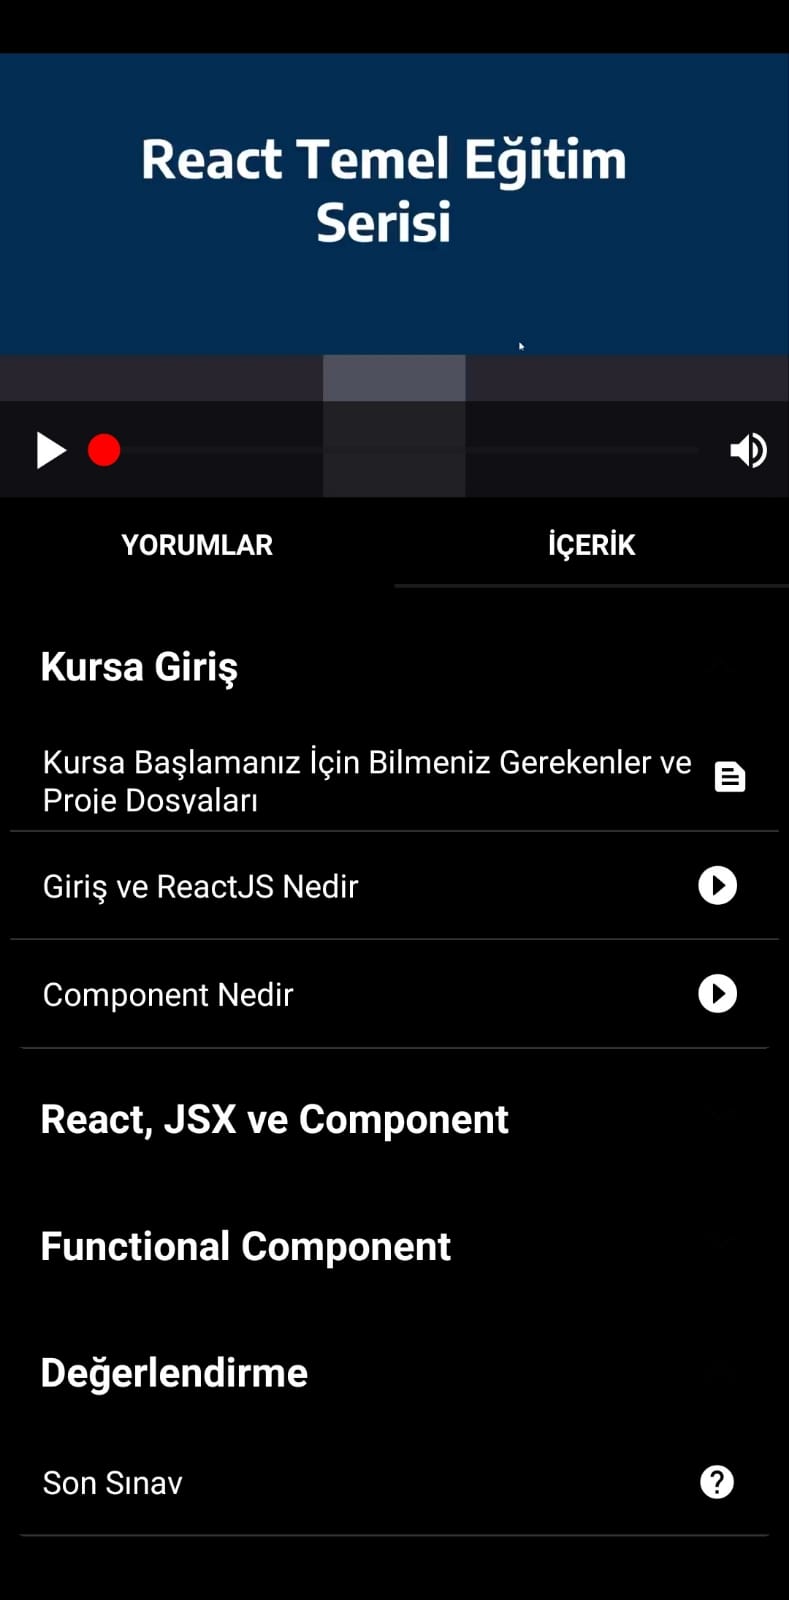 React Temel Eğitim
Serisi
YORUMLAR
İÇERİK
Kursa Giriş
Kursa Başlamanız İçin Bilmeniz Gerekenler ve
Proje Dosyaları
Giriş ve ReactJS Nedir
Component Nedir
React, JSX ve Component
Functional Component
Değerlendirme
Son Sınav